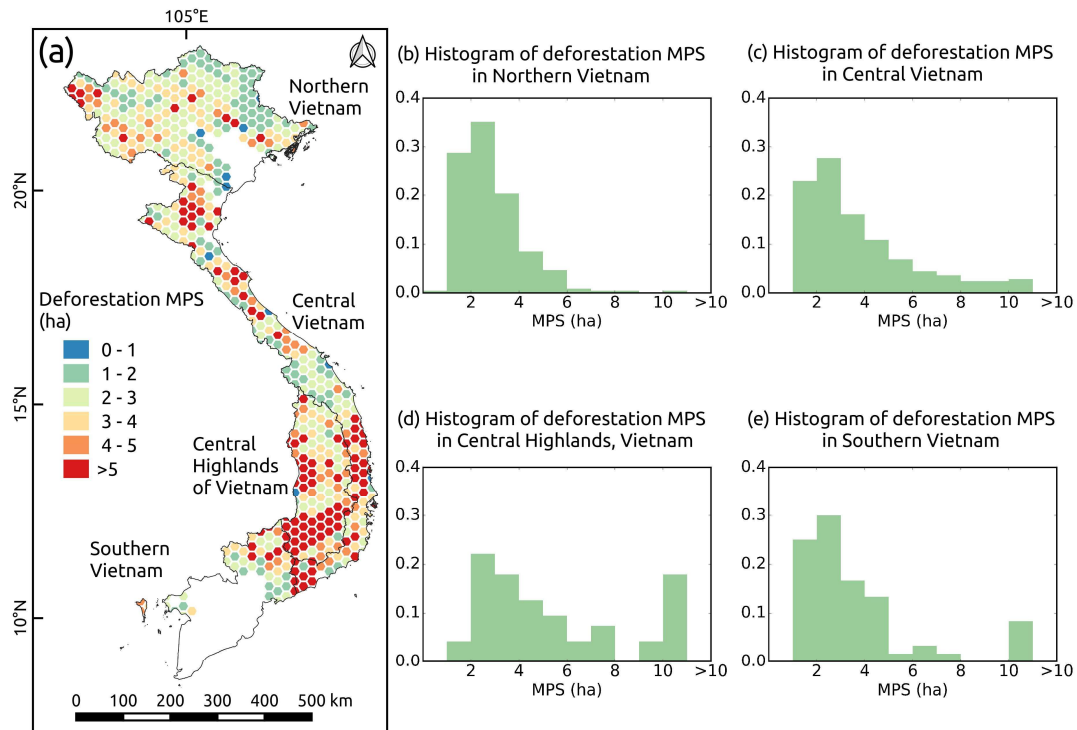 105°E
(a)
Northern
Vietnam
20°N
Deforestation MPS
(ha)
0 - 1
1 - 2
2 - 3
3 - 4
4 - 5
>5
Central
Vietnam
15°N
Central
Highlands
of Vietnam
Southern
Vietnam
10°N
0 100 200 300 400 500 km
(b) Histogram of deforestation MPS
in Northern Vietnam
0.4
0.3
0.2
0.1
0.0
2 4 6 8 10 >10
MPS (ha)
(c) Histogram of deforestation MPS
in Central Vietnam
0.4
0.3
0.2
0.1
0.0
2 4 6 8 10 >10
MPS (ha)
(d) Histogram of deforestation MPS
in Central Highlands, Vietnam
0.4
0.3
0.2
0.1
0.0
2 4 6 8 10 >10
MPS (ha)
(e) Histogram of deforestation MPS
in Southern Vietnam
0.4
0.3
0.2
0.1
0.0
2 4 6 8 10 >10
MPS (ha)